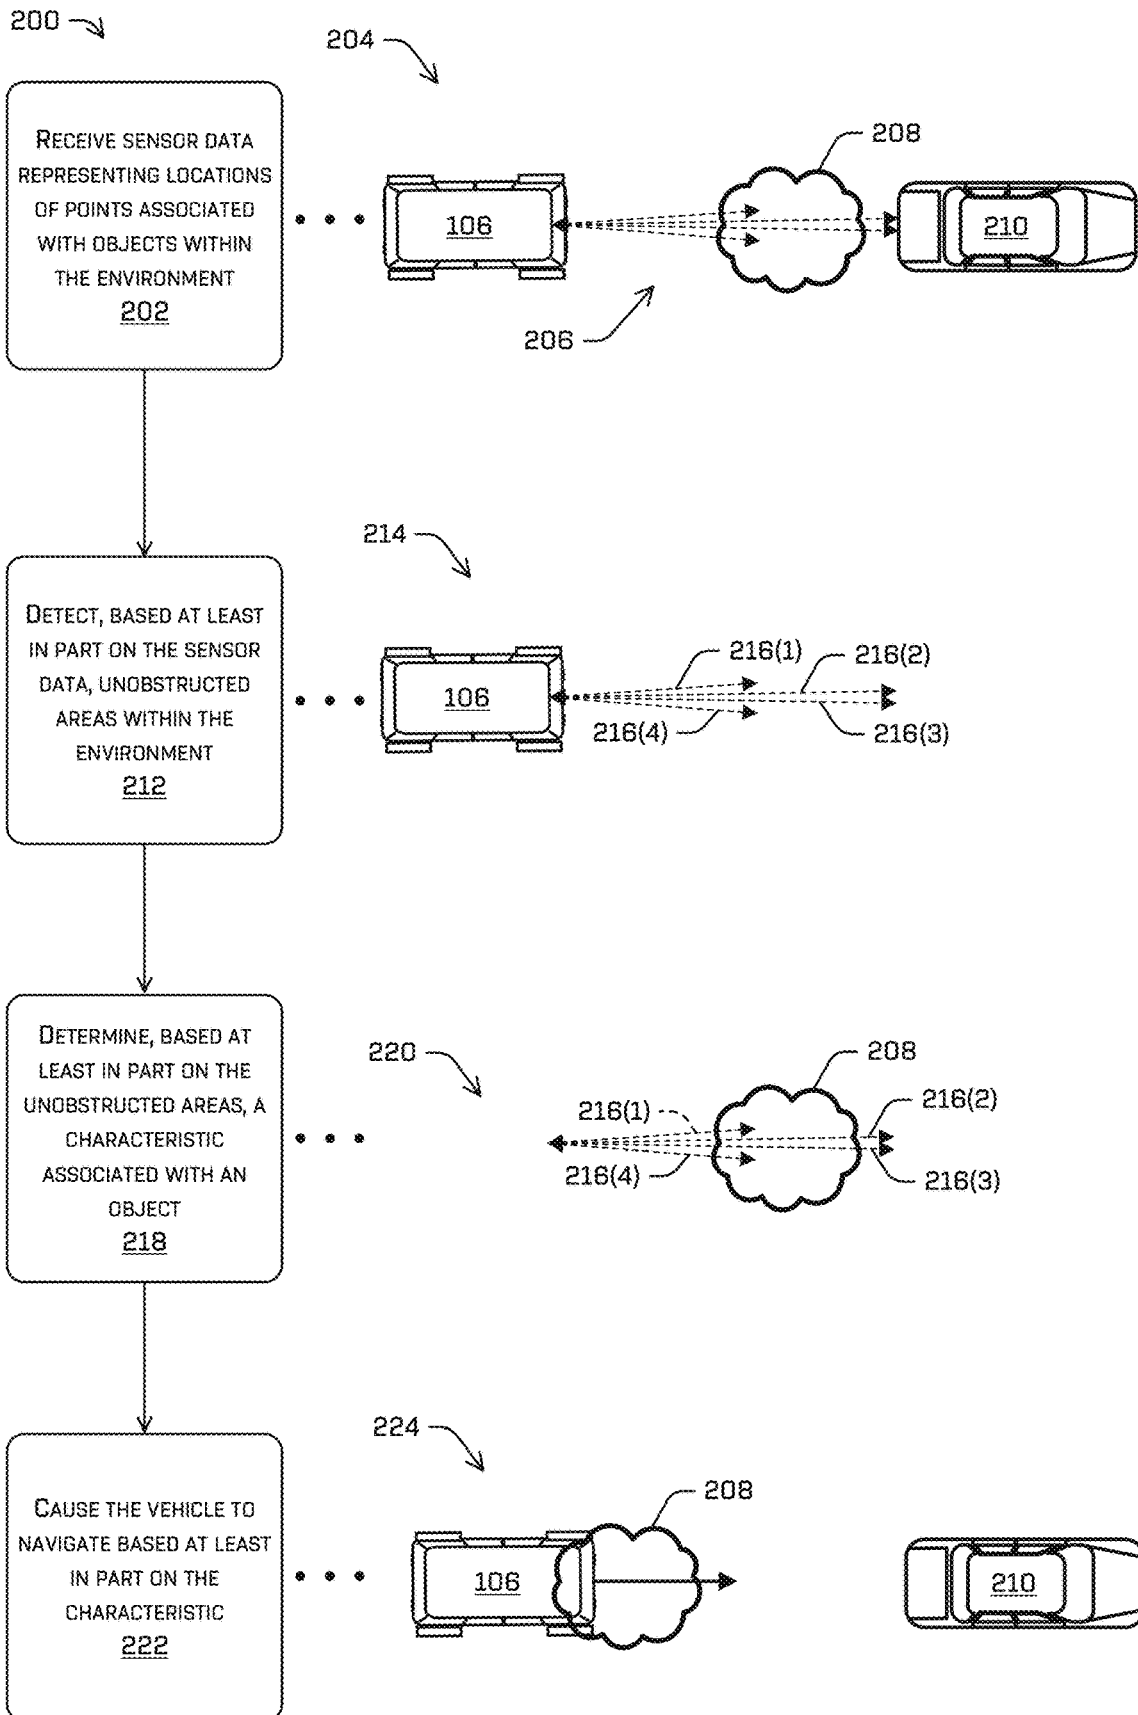 200
204
RECEIVE SENSOR DATA
REPRESENTING LOCATIONS
OF POINTS ASSOCIATED
WITH OBJECTS WITHIN
THE ENVIRONMENT
202
208
106
210
206
214
DETECT, BASED AT LEAST
IN PART ON THE SENSOR
DATA, UNOBSTRUCTED
AREAS WITHIN THE
ENVIRONMENT
212
216(1)
216(2)
106
216(4)
216(3)
DETERMINE, BASED AT
LEAST IN PART ON THE
UNOBSTRUCTED AREAS, A
CHARACTERISTIC
ASSOCIATED WITH AN
OBJECT
218
220
208
216(1)
216(2)
216(4)
216(3)
224
CAUSE THE VEHICLE TO
NAVIGATE BASED AT LEAST
IN PART ON THE
CHARACTERISTIC
222
208
106
210